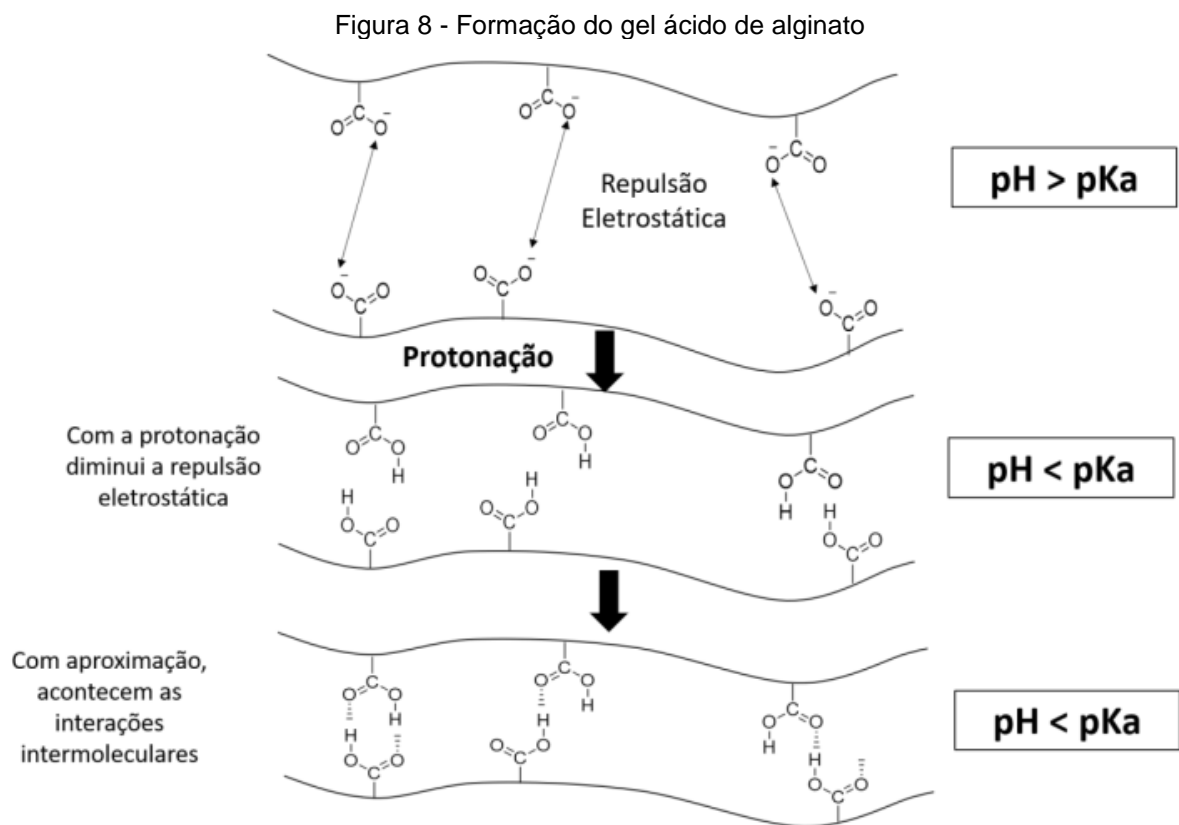 Figura 8 - Formação do gel ácido de alginato
O C O⁻
O C O⁻
⁻O C O
Repulsão
Eletrostática
pH > pKa
⁻O C O
O C O⁻
⁻O C O
Protonação
Com a protonação
diminui a repulsão
eletrostática
O C O H
O C O H
O C O
H
pH < pKa
H
O C O
H
O C O
H
O C O
Com aproximação,
acontecem as
interações
intermoleculares
C
O O
H
C
O O
H
C
O O
H
pH < pKa
H
O O
C
H
O O
C
H
O O
C